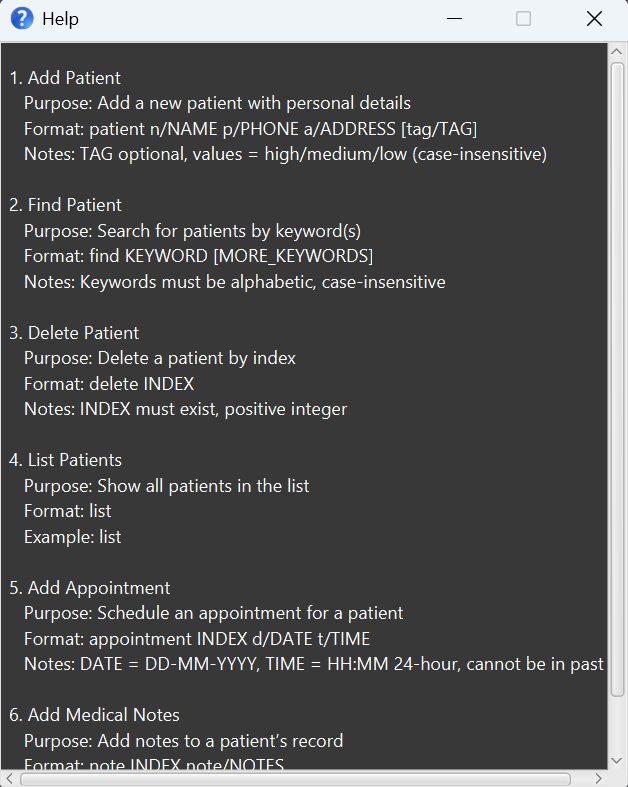 Help
1. Add Patient
Purpose: Add a new patient with personal details
Format: patient n/NAME p/PHONE a/ADDRESS [tag/TAG]
Notes: TAG optional, values = high/medium/low (case-insensitive)
2. Find Patient
Purpose: Search for patients by keyword(s)
Format: find KEYWORD [MORE_KEYWORDS]
Notes: Keywords must be alphabetic, case-insensitive
3. Delete Patient
Purpose: Delete a patient by index
Format: delete INDEX
Notes: INDEX must exist, positive integer
4. List Patients
Purpose: Show all patients in the list
Format: list
Example: list
5. Add Appointment
Purpose: Schedule an appointment for a patient
Format: appointment INDEX d/DATE t/TIME
Notes: DATE = DD-MM-YYYY, TIME = HH:MM 24-hour, cannot be in past
6. Add Medical Notes
Purpose: Add notes to a patient's record
Format: note INDEX note/NOTES